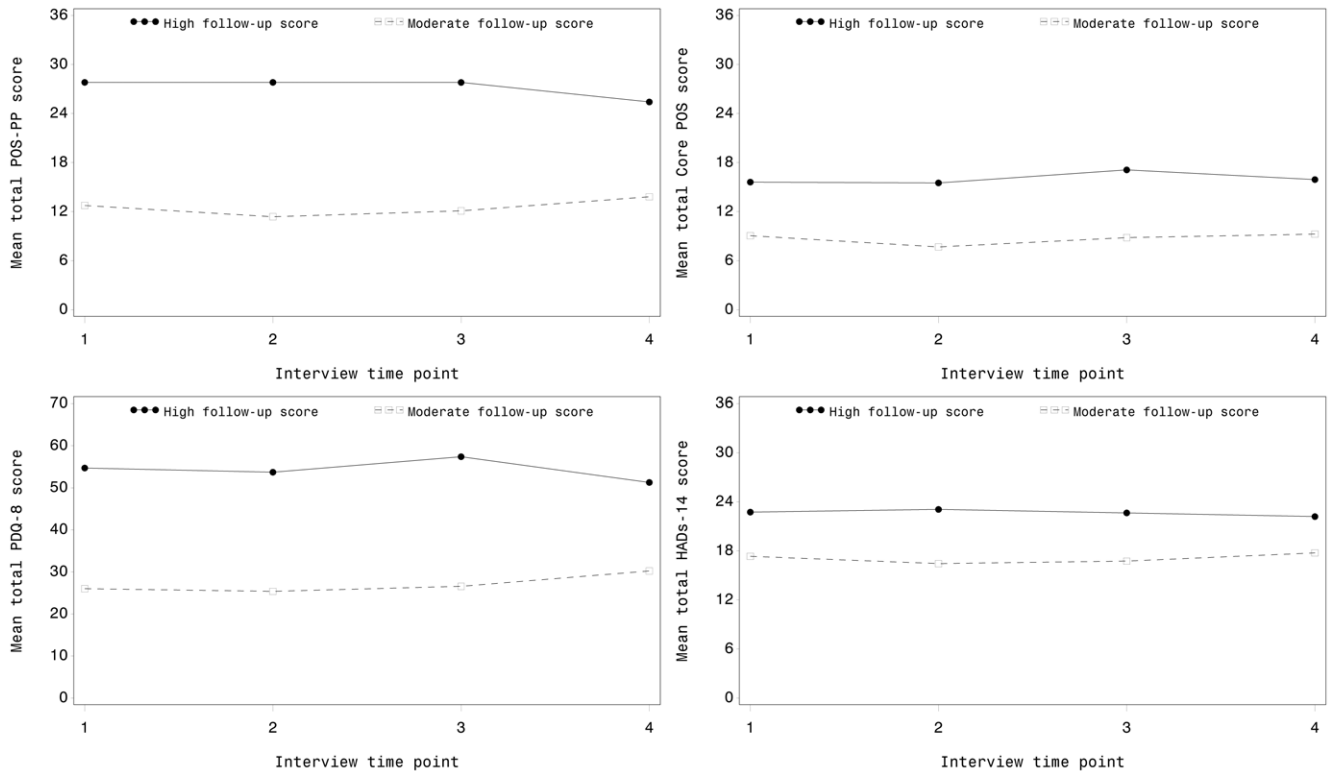 High follow-up score
Moderate follow-up score
Mean total POS-PP score
36
30
24
18
12
6
0
1 2 3 4
Interview time point
High follow-up score
Moderate follow-up score
Mean total Core POS score
36
30
24
18
12
6
0
1 2 3 4
Interview time point
High follow-up score
Moderate follow-up score
Mean total PDQ-8 score
70
60
50
40
30
20
10
0
1 2 3 4
Interview time point
High follow-up score
Moderate follow-up score
Mean total HADs-14 score
36
30
24
18
12
6
0
1 2 3 4
Interview time point